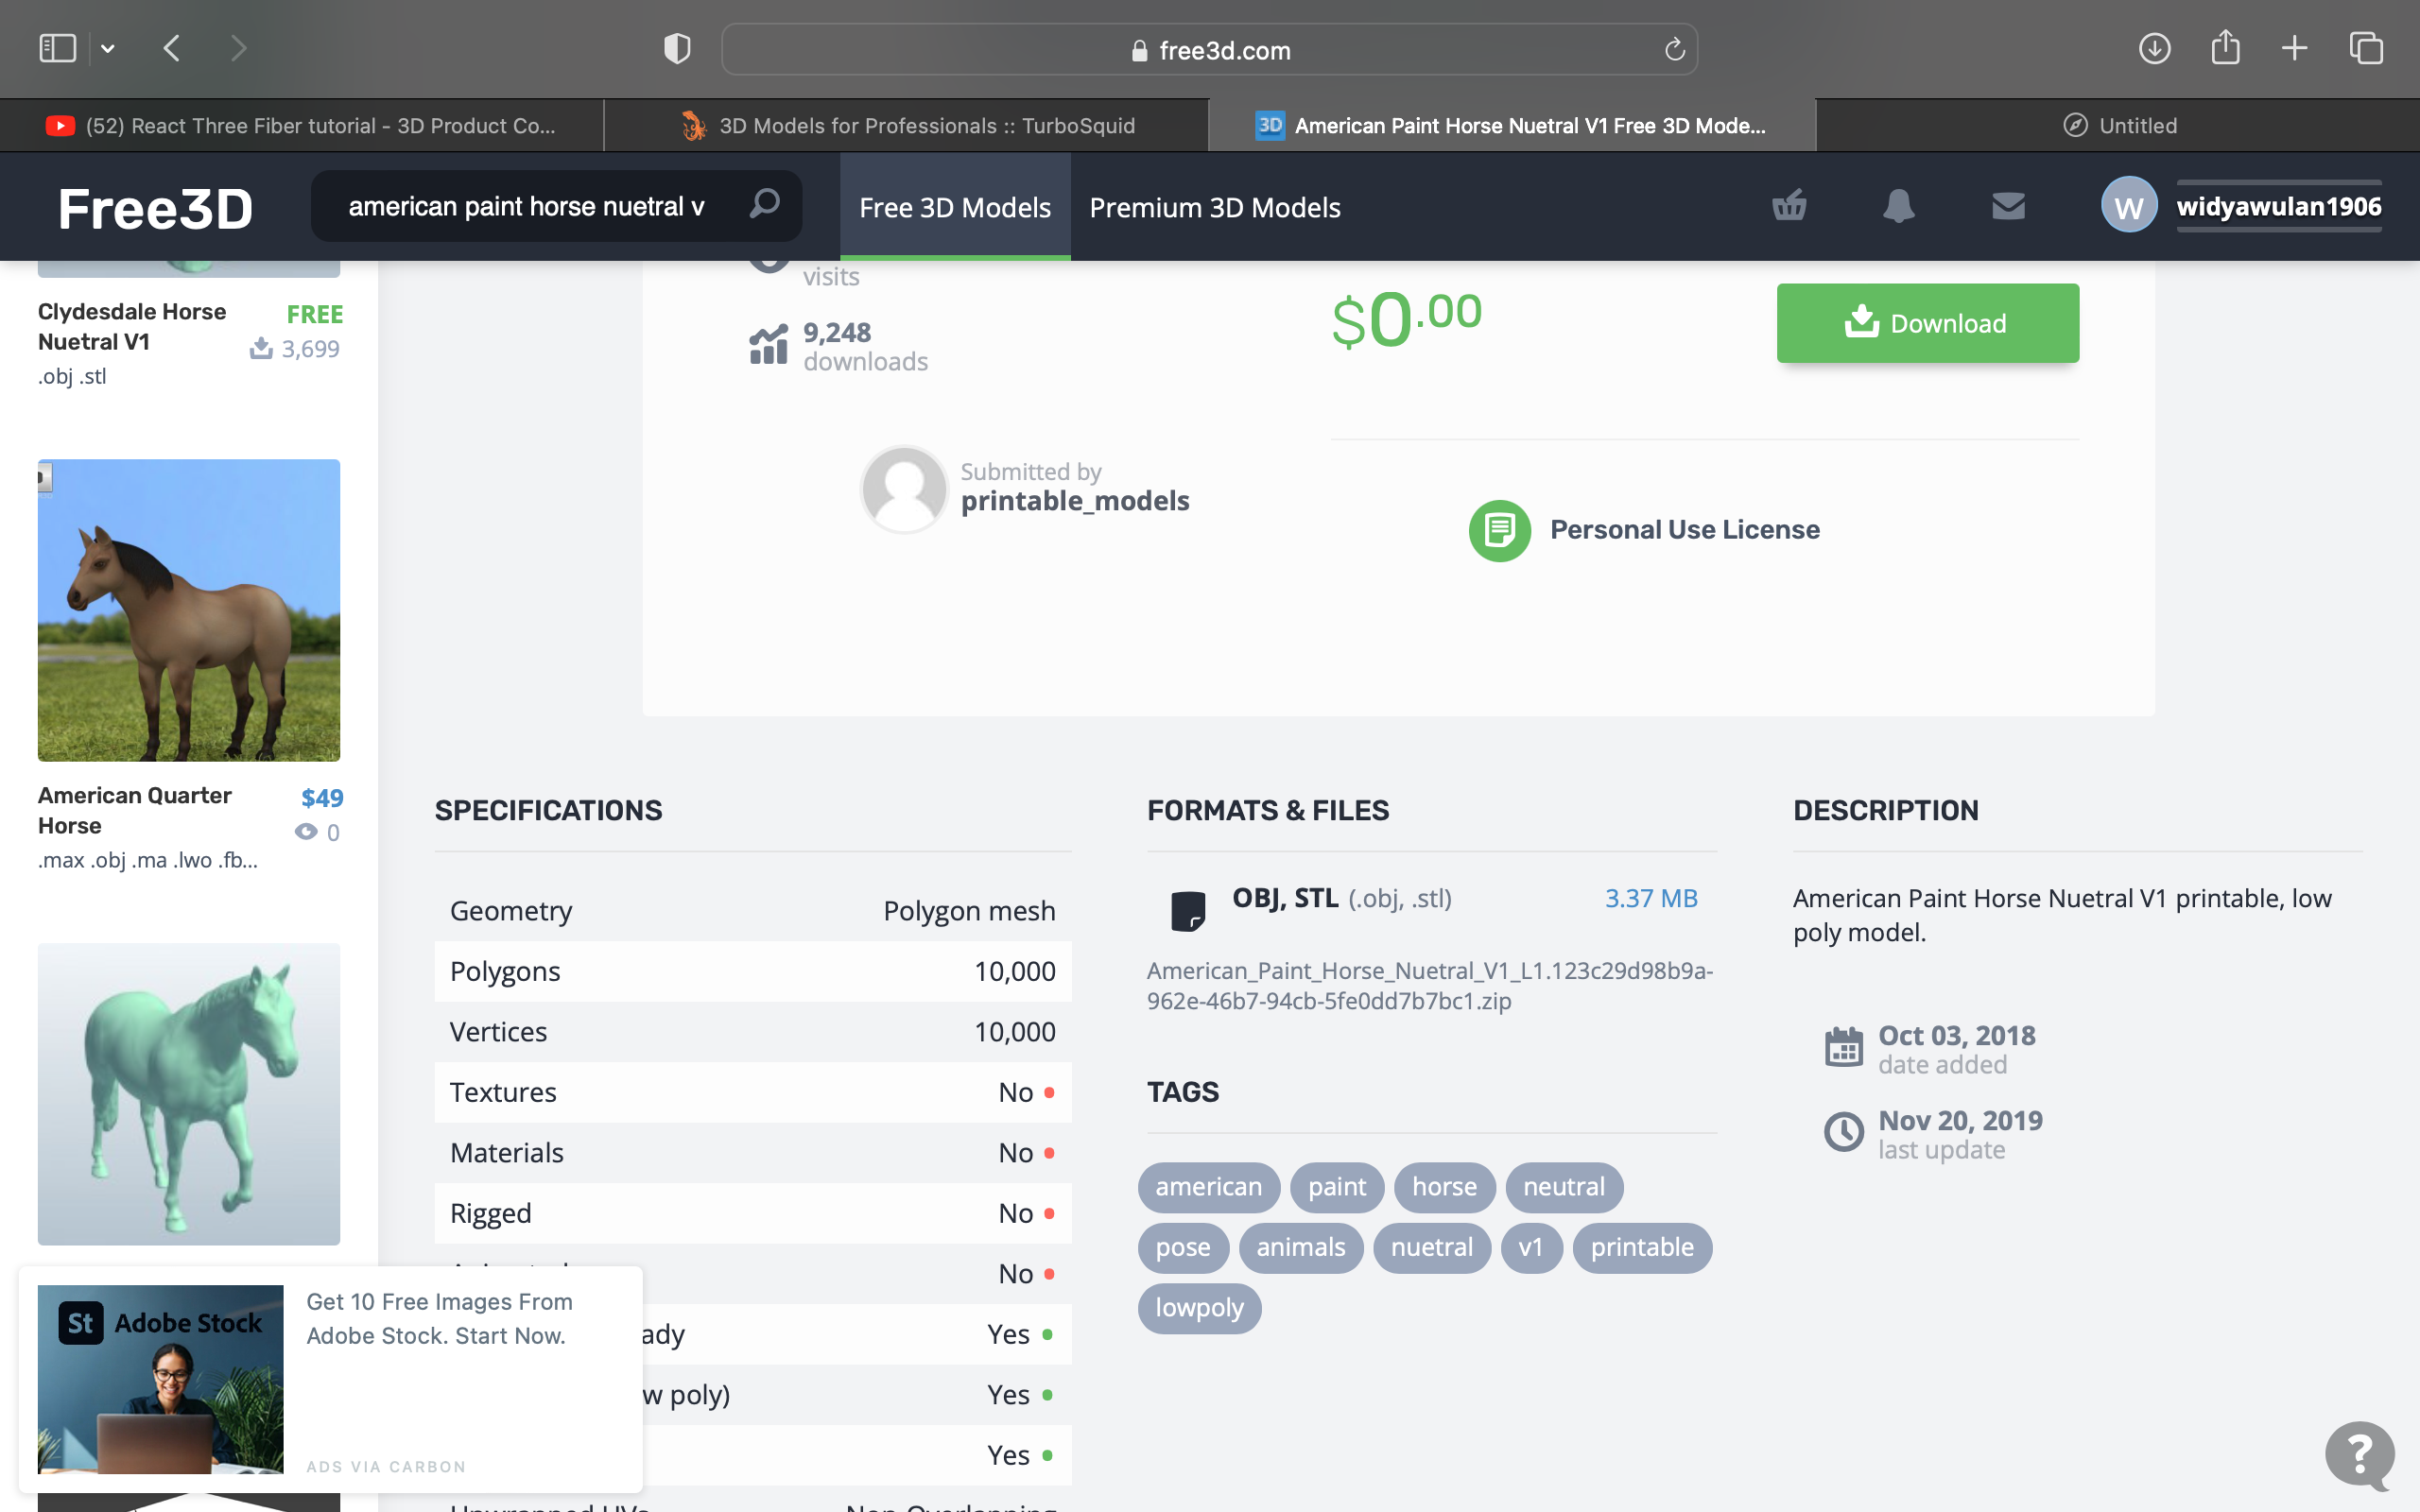 free3d.com
(52) React Three Fiber tutorial - 3D Product Co...
3D Models for Professionals :: TurboSquid
3D American Paint Horse Nuetral V1 Free 3D Mode...
Untitled
Free3D
american paint horse nuetral v
Free 3D Models
Premium 3D Models
W
widyawulan1906
Clydesdale Horse
Nuetral V1
FREE
3,699
.obj .stl
American Quarter
Horse
$49
0
.max .obj .ma .lwo .fb...
visits
9,248
downloads
$0.00
Download
Submitted by
printable_models
Personal Use License
SPECIFICATIONS
Geometry Polygon mesh
Polygons 10,000
Vertices 10,000
Textures No
Materials No
Rigged No
No
ady Yes
w poly) Yes
Yes
FORMATS & FILES
OBJ, STL (.obj, .stl) 3.37 MB
American_Paint_Horse_Nuetral_V1_L1.123c29d98b9a-
962e-46b7-94cb-5fe0dd7b7bc1.zip
TAGS
american paint horse neutral
pose animals nuetral v1 printable
lowpoly
DESCRIPTION
American Paint Horse Nuetral V1 printable, low
poly model.
Oct 03, 2018
date added
Nov 20, 2019
last update
St Adobe Stock
Get 10 Free Images From
Adobe Stock. Start Now.
ADS VIA CARBON
?